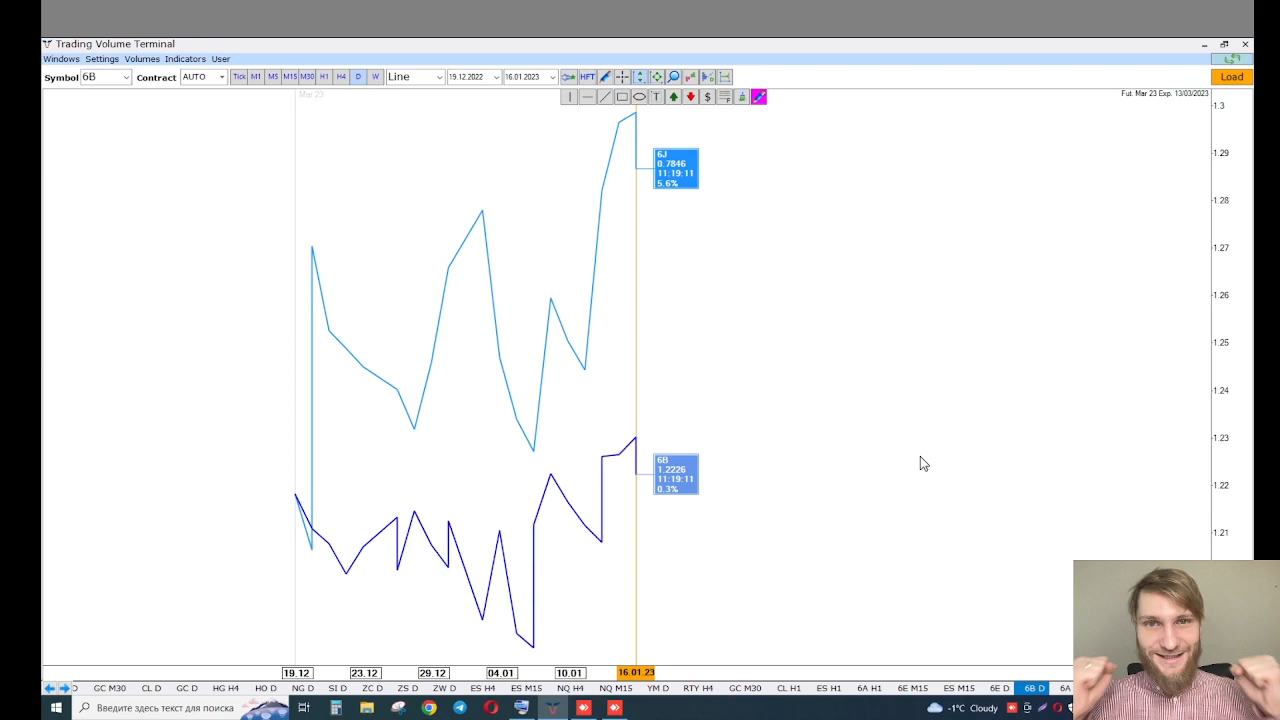 Trading Volume Terminal
Windows Settings Volumes Indicators User
Symbol 6B Contract AUTO Tick M1 M5 M15 M30 H1 H4 D W Line 19.12.2022 16.01.2023 HFT Load
T $
Mar 23 Fut. Mar 23 Exp. 13/03/2023
1.3
1.29
1.28
1.27
1.26
1.25
1.24
1.23
1.22
1.21
6J
0.7846
11:19:11
5.6%
6B
1.2226
11:19:11
0.3%
19.12 23.12 29.12 04.01 10.01 16.01.23
D GC M30 CL D GC D HG H4 HO D NG D SI D ZC D ZS D ZW D ES H4 ES M15 NQ H4 NQ M15 YM D RTY H4 GC M30 CL H1 ES H1 6A H1 6E M15 ES M15 6E D 6B D 6A
Введите здесь текст для поиска -1°C Cloudy